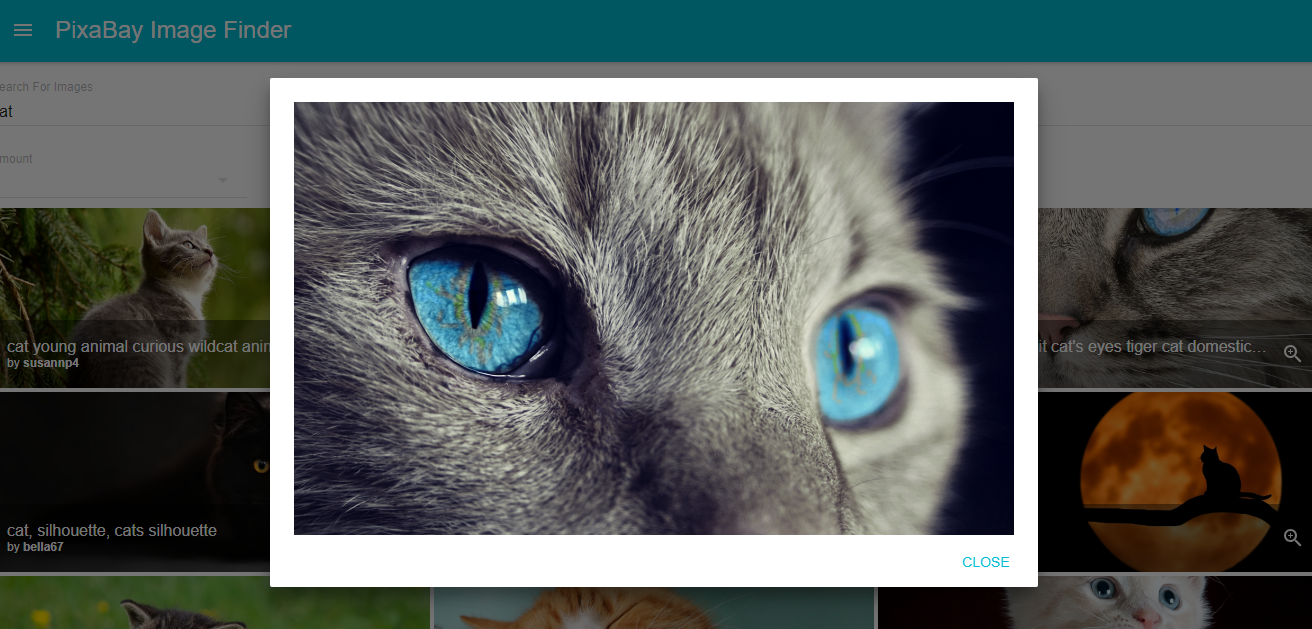 PixaBay Image Finder
earch For Images
at
mount
cat young animal curious wildcat anin
by susannp4
it cat's eyes tiger cat domestic...
cat, silhouette, cats silhouette
by bella67
CLOSE